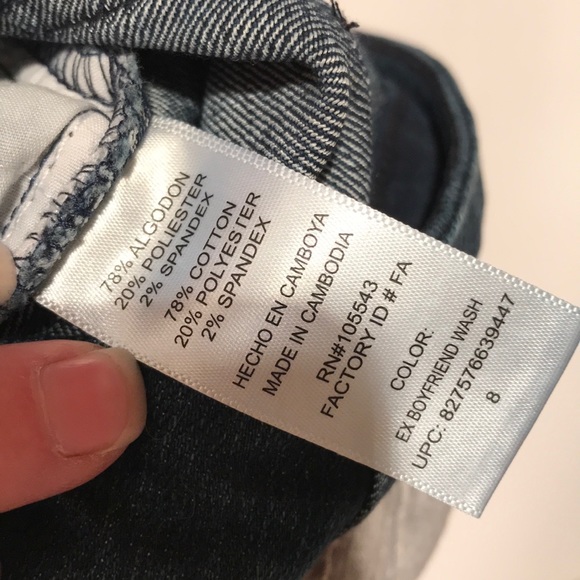 78% ALGODON
20% POLIESTER
2% SPANDEX
78% COTTON
20% POLYESTER
2% SPANDEX
HECHO EN CAMBOYA
MADE IN CAMBODIA
RN#105543
FACTORY ID # FA
COLOR:
EX BOYFRIEND WASH
UPC: 827576639447
8